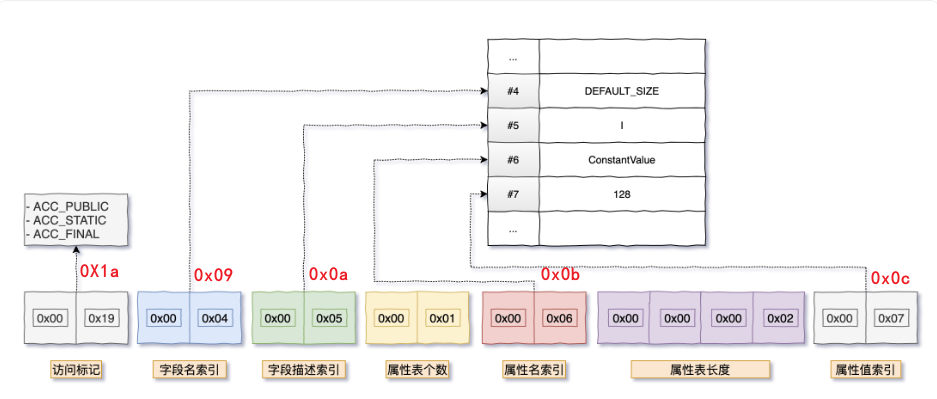 ...
#4 DEFAULT_SIZE
#5 I
#6 ConstantValue
#7 128
...
- ACC_PUBLIC
- ACC_STATIC
- ACC_FINAL
0X1a 0x09 0x0a 0x0b 0x0c
0x00 0x19 0x00 0x04 0x00 0x05 0x00 0x01 0x00 0x06 0x00 0x00 0x00 0x02 0x00 0x07
访问标记 字段名索引 字段描述索引 属性表个数 属性名索引 属性表长度 属性值索引